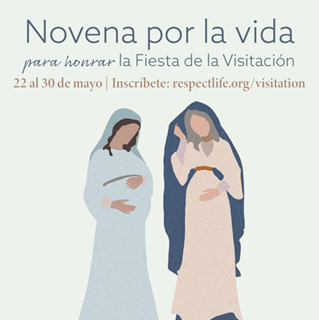 Novena por la vida
para honrar la Fiesta de la Visitación
22 al 30 de mayo | Inscríbete: respectlife.org/visitation